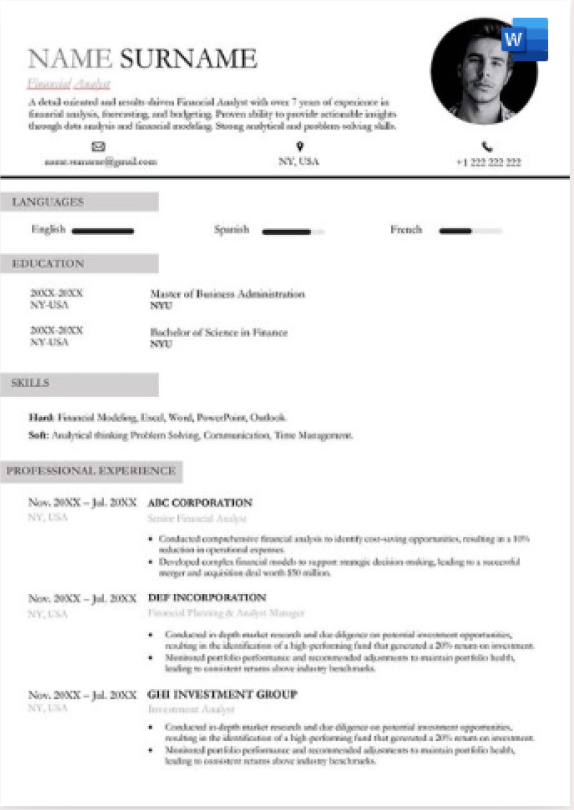 W
NAME SURNAME
Financial Analyst
A detail-oriented and results-driven Financial Analyst with over 7 years of experience in
financial analysis, forecasting, and budgeting. Proven ability to provide actionable insights
through data analysis and financial modeling. Strong analytical and problem-solving skills.
name.surname@gmail.com NY, USA +1 222 222 222
LANGUAGES
English Spanish French
EDUCATION
20XX-20XX Master of Business Administration
NY-USA NYU
20XX-20XX Bachelor of Science in Finance
NY-USA NYU
SKILLS
Hard: Financial Modeling, Excel, Word, PowerPoint, Outlook.
Soft: Analytical thinking Problem Solving, Communication, Time Management.
PROFESSIONAL EXPERIENCE
Nov. 20XX – Jul. 20XX ABC CORPORATION
NY, USA Senior Financial Analyst
• Conducted comprehensive financial analysis to identify cost-saving opportunities, resulting in a 10%
reduction in operational expenses.
• Developed complex financial models to support strategic decision-making, leading to a successful
merger and acquisition deal worth $50 million.
Nov. 20XX – Jul. 20XX DEF INCORPORATION
NY, USA Financial Planning & Analyst Manager
• Conducted in-depth market research and due diligence on potential investment opportunities,
resulting in the identification of a high-performing fund that generated a 20% return on investment.
• Monitored portfolio performance and recommended adjustments to maintain portfolio health,
leading to consistent returns above industry benchmarks.
Nov. 20XX – Jul. 20XX GHI INVESTMENT GROUP
NY, USA Investment Analyst
• Conducted in-depth market research and due diligence on potential investment opportunities,
resulting in the identification of a high-performing fund that generated a 20% return on investment.
• Monitored portfolio performance and recommended adjustments to maintain portfolio health,
leading to consistent returns above industry benchmarks.